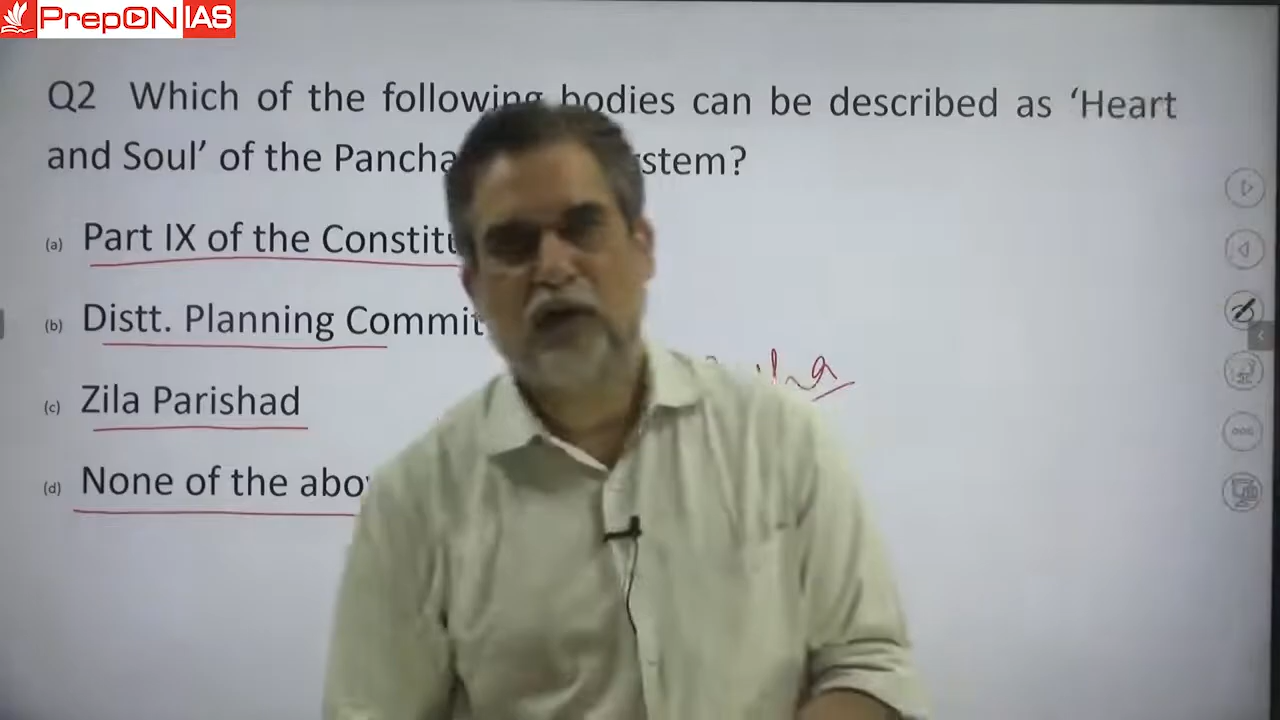 PrepON IAS
Q2 Which of the following bodies can be described as ‘Heart
and Soul’ of the Pancha stem?
(a) Part IX of the Constitu
(b) Distt. Planning Commit
(c) Zila Parishad
(d) None of the abo